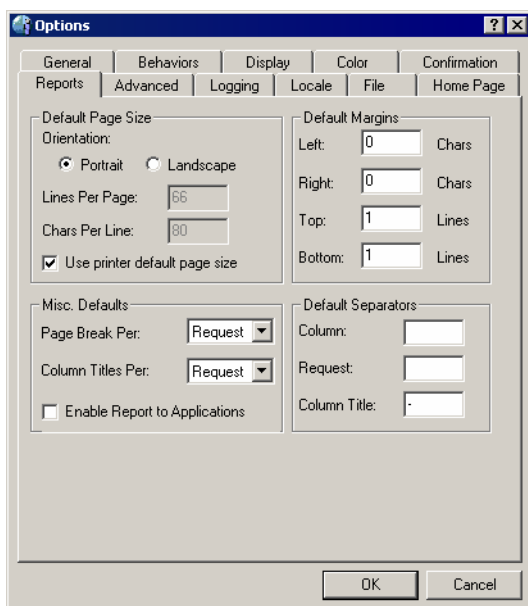 Options
General Behaviors Display Color Confirmation
Reports Advanced Logging Locale File Home Page
Default Page Size
Orientation:
Portrait Landscape
Lines Per Page: 66
Chars Per Line: 80
Use printer default page size
Default Margins
Left: 0 Chars
Right: 0 Chars
Top: 1 Lines
Bottom: 1 Lines
Misc. Defaults
Page Break Per: Request
Column Titles Per: Request
Enable Report to Applications
Default Separators
Column:
Request:
Column Title: -
OK Cancel